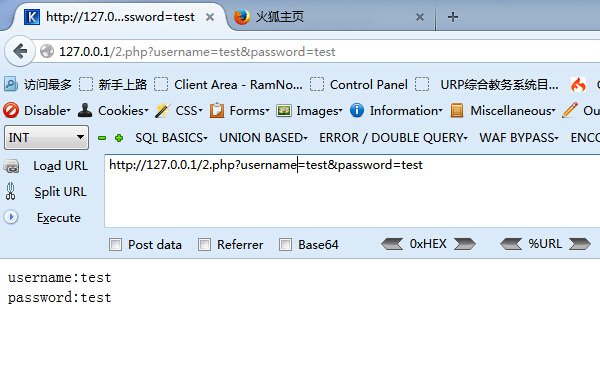 http://127.0...ssword=test × 火狐主页 × +
127.0.0.1/2.php?username=test&password=test
访问最多 新手上路 Client Area - RamNo... Control Panel URP综合教务系统目...
Disable Cookies CSS Forms Images Information Miscellaneous Ou
INT SQL BASICS UNION BASED ERROR / DOUBLE QUERY WAF BYPASS ENCO
Load URL http://127.0.0.1/2.php?username=test&password=test
Split URL
Execute
Post data Referrer Base64 0xHEX %URL
username:test
password:test